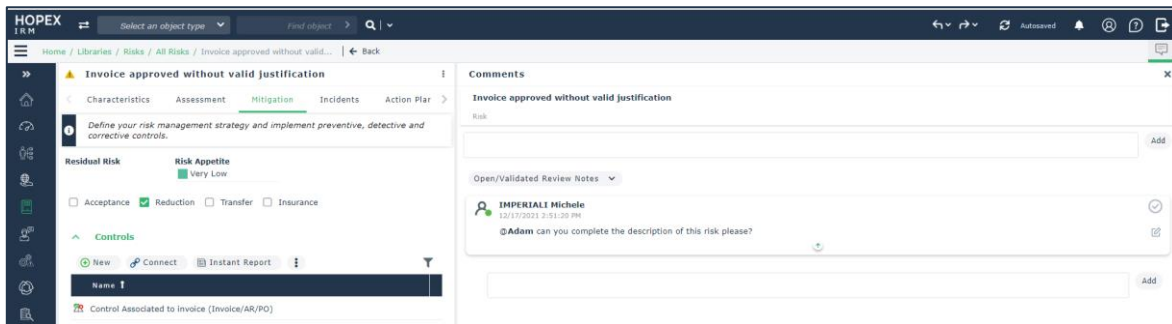 HOPEX
IRM
Select an object type
Find object
Autosaved
Home / Libraries / Risks / All Risks / Invoice approved without valid... | ← Back
Invoice approved without valid justification
Characteristics Assessment Mitigation Incidents Action Plan
Define your risk management strategy and implement preventive, detective and
corrective controls.
Residual Risk Risk Appetite
Very Low
Acceptance Reduction Transfer Insurance
Controls
New Connect Instant Report
Name ↑
Control Associated to invoice (Invoice/AR/PO)
Comments
Invoice approved without valid justification
Risk
Add
Open/Validated Review Notes
IMPERIALI Michele
12/17/2021 2:51:20 PM
@Adam can you complete the description of this risk please?
Add